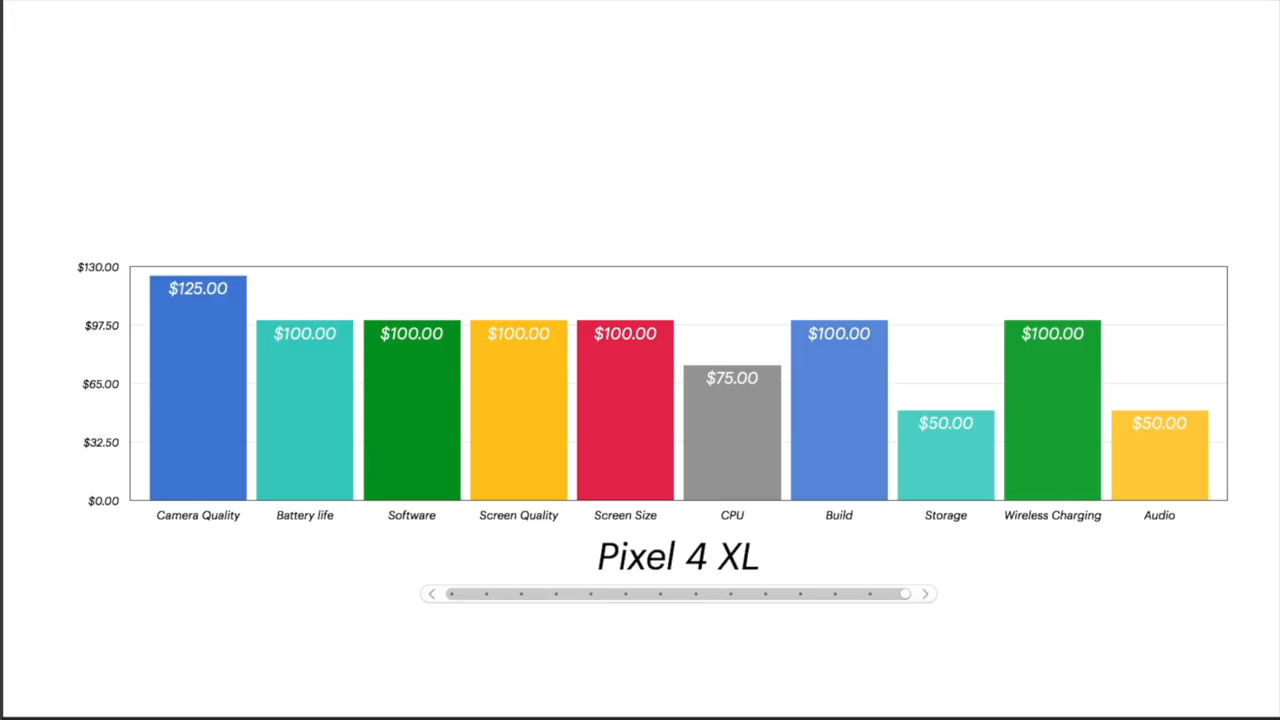 $130.00
$97.50
$65.00
$32.50
$0.00
$125.00
$100.00
$100.00
$100.00
$100.00
$75.00
$100.00
$50.00
$100.00
$50.00
Camera Quality
Battery life
Software
Screen Quality
Screen Size
CPU
Build
Storage
Wireless Charging
Audio
Pixel 4 XL